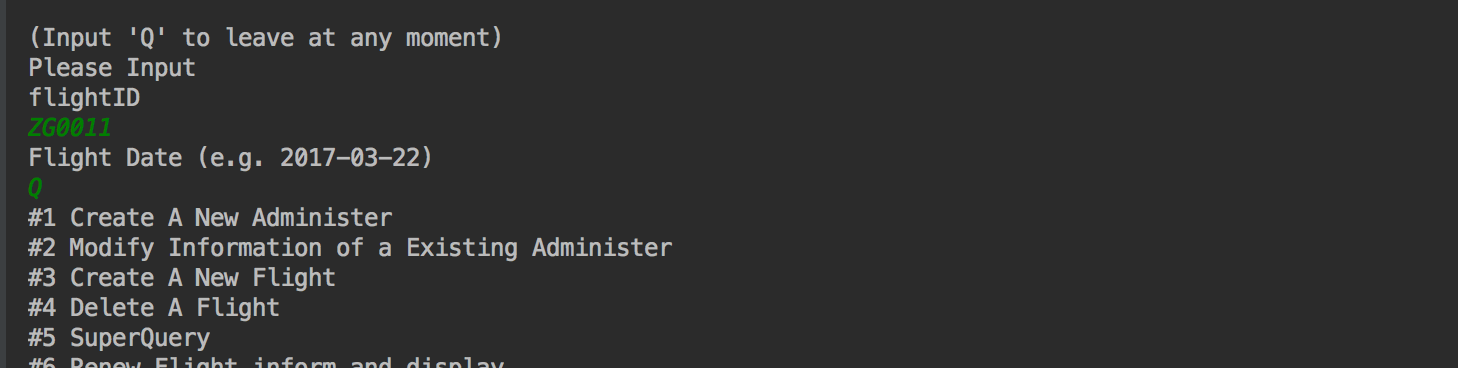 (Input 'Q' to leave at any moment)
Please Input
flightID
ZG0011
Flight Date (e.g. 2017-03-22)
Q
#1 Create A New Administer
#2 Modify Information of a Existing Administer
#3 Create A New Flight
#4 Delete A Flight
#5 SuperQuery
#6 Renew Flight inform and display